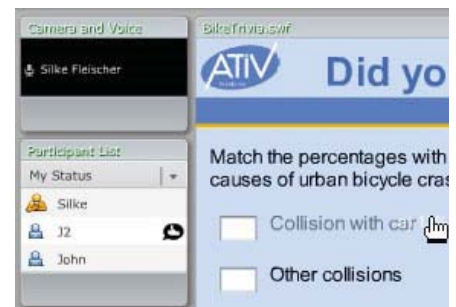 Camera and Voice
Silke Fleischer
Participant List
My Status
Silke
J2
John
BikeTrivia.swf
ATIV
Did yo
Match the percentages with
causes of urban bicycle cras
Collision with car
Other collisions